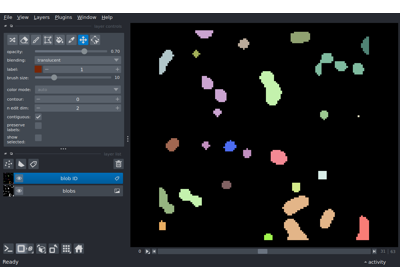 File View Layers Plugins Window Help
opacity: 0.70
blending: translucent
label: 1
brush size: 10
color mode:
contour: 0
n edit dim: 2
contiguous:
preserve labels:
show selected:
blob ID
blobs
Ready
activity